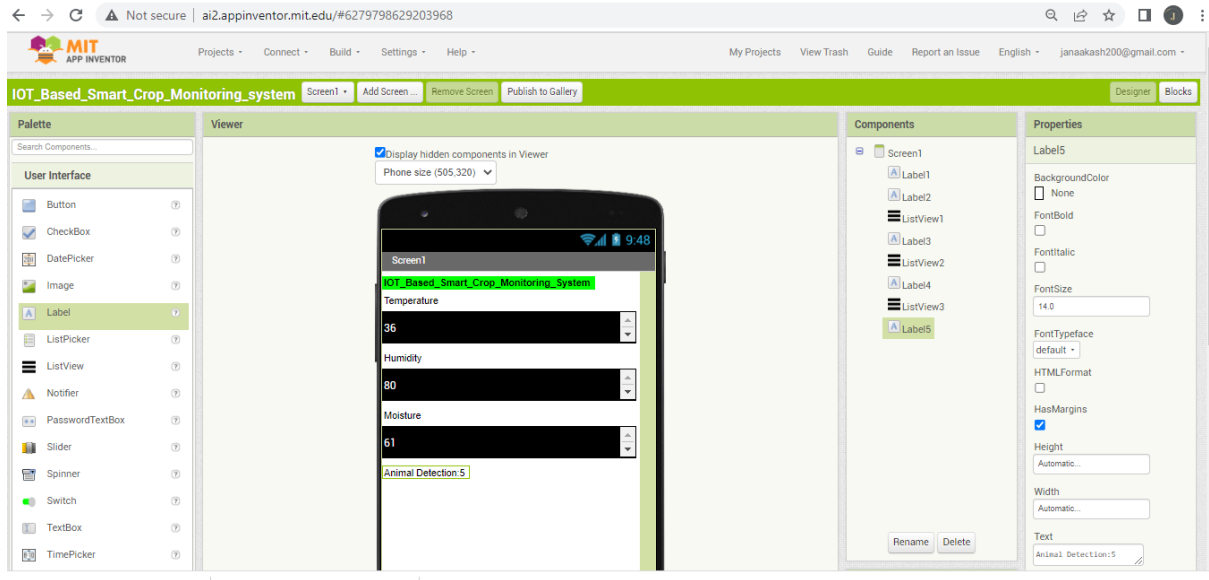 Not secure | ai2.appinventor.mit.edu/#6279798629203968
J
MIT
APP INVENTOR
Projects Connect Build Settings Help
My Projects View Trash Guide Report an Issue English janaakash200@gmail.com
IOT_Based_Smart_Crop_Monitoring_system Screen1 Add Screen ... Remove Screen Publish to Gallery Designer Blocks
Palette
Search Components...
User Interface
Button ?
CheckBox ?
DatePicker ?
Image ?
A Label ?
ListPicker ?
ListView ?
Notifier ?
PasswordTextBox ?
Slider ?
Spinner ?
Switch ?
TextBox ?
TimePicker ?
Viewer
Display hidden components in Viewer
Phone size (505,320)
9:48
Screen1
IOT_Based_Smart_Crop_Monitoring_System
Temperature
36
Humidity
80
Moisture
61
Animal Detection:5
Components
Screen1
A Label1
A Label2
ListView1
A Label3
ListView2
A Label4
ListView3
A Label5
Rename Delete
Properties
Label5
BackgroundColor
None
FontBold
FontItalic
FontSize
14.0
FontTypeface
default
HTMLFormat
HasMargins
Height
Automatic...
Width
Automatic...
Text
Animal Detection:5